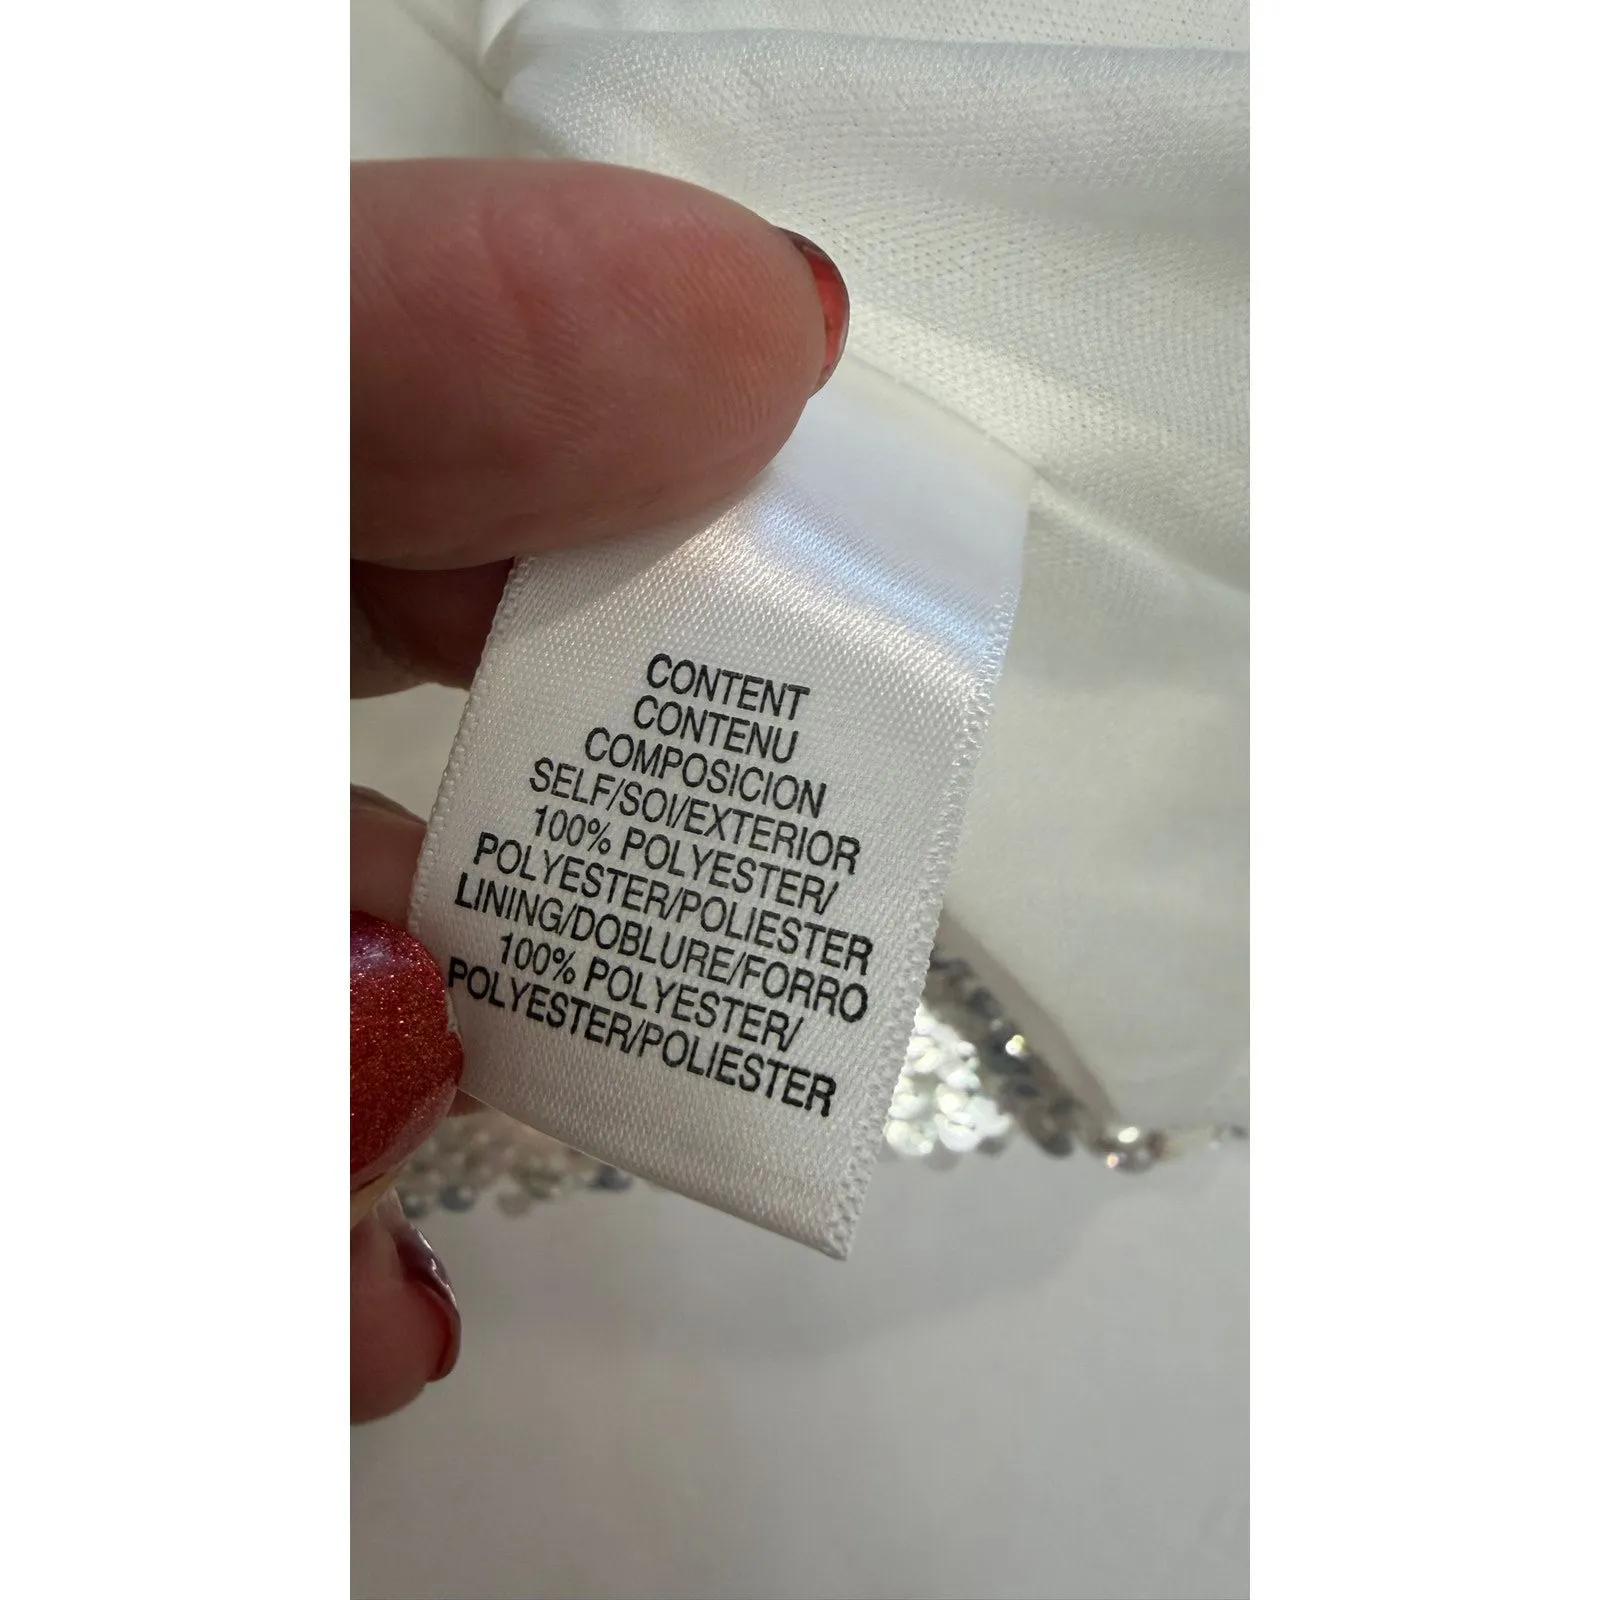 CONTENT
CONTENU
COMPOSICION
SELF/SOI/EXTERIOR
100% POLYESTER/
POLYESTER/POLIESTER
LINING/DOBLURE/FORRO
100% POLYESTER/
POLYESTER/POLIESTER